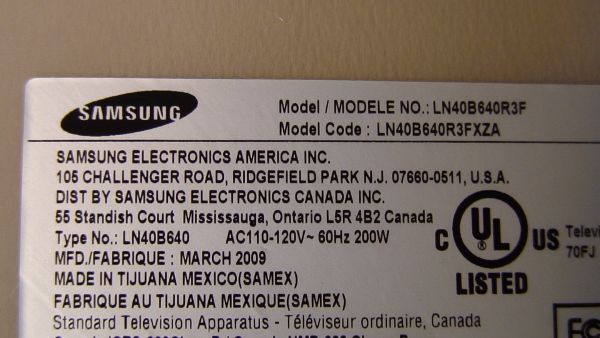 SAMSUNG
Model / MODELE NO.: LN40B640R3F
Model Code : LN40B640R3FXZA
SAMSUNG ELECTRONICS AMERICA INC.
105 CHALLENGER ROAD, RIDGEFIELD PARK N.J. 07660-0511, U.S.A.
DIST BY SAMSUNG ELECTRONICS CANADA INC.
55 Standish Court Mississauga, Ontario L5R 4B2 Canada
Type No.: LN40B640 AC110-120V~ 60Hz 200W
MFD./FABRIQUE : MARCH 2009
MADE IN TIJUANA MEXICO(SAMEX)
FABRIQUE AU TIJUANA MEXIQUE(SAMEX)
Standard Television Apparatus - Téléviseur ordinaire, Canada
C UL US
LISTED
Televi
70FJ
FC